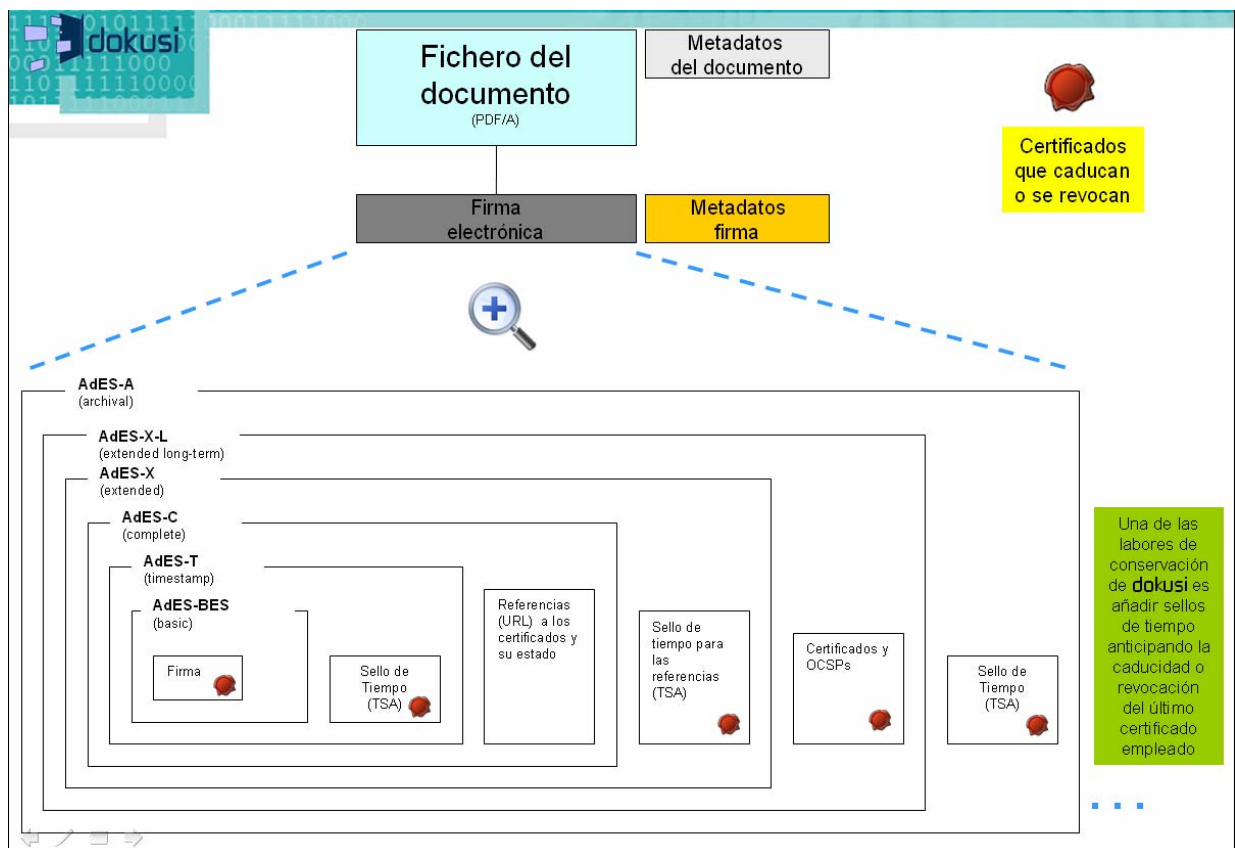 dokusi
Fichero del
documento
(PDF/A)
Metadatos
del documento
Certificados
que caducan
o se revocan
Firma
electrónica
Metadatos
firma
AdES-A
(archival)
AdES-X-L
(extended long-term)
AdES-X
(extended)
AdES-C
(complete)
AdES-T
(timestamp)
AdES-BES
(basic)
Firma
Sello de
Tiempo
(TSA)
Referencias
(URL) a los
certificados y
su estado
Sello de
tiempo para
las
referencias
(TSA)
Certificados y
OCSPs
Sello de
Tiempo
(TSA)
Una de las
labores de
conservación
de dokusi es
añadir sellos
de tiempo
anticipando la
caducidad o
revocación
del último
certificado
empleado
. . .